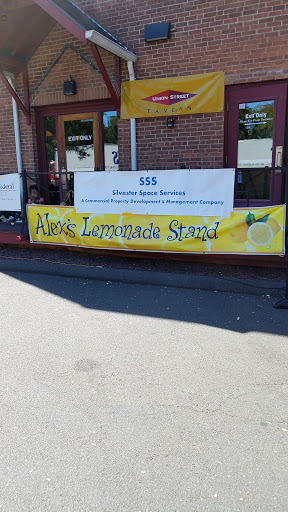 UNION STREET
TAVERN
EXIT ONLY
Exit Only
ederal
SSS
Silvester Space Services
A Commercial Property Development & Management Company
Alex's Lemonade Stand